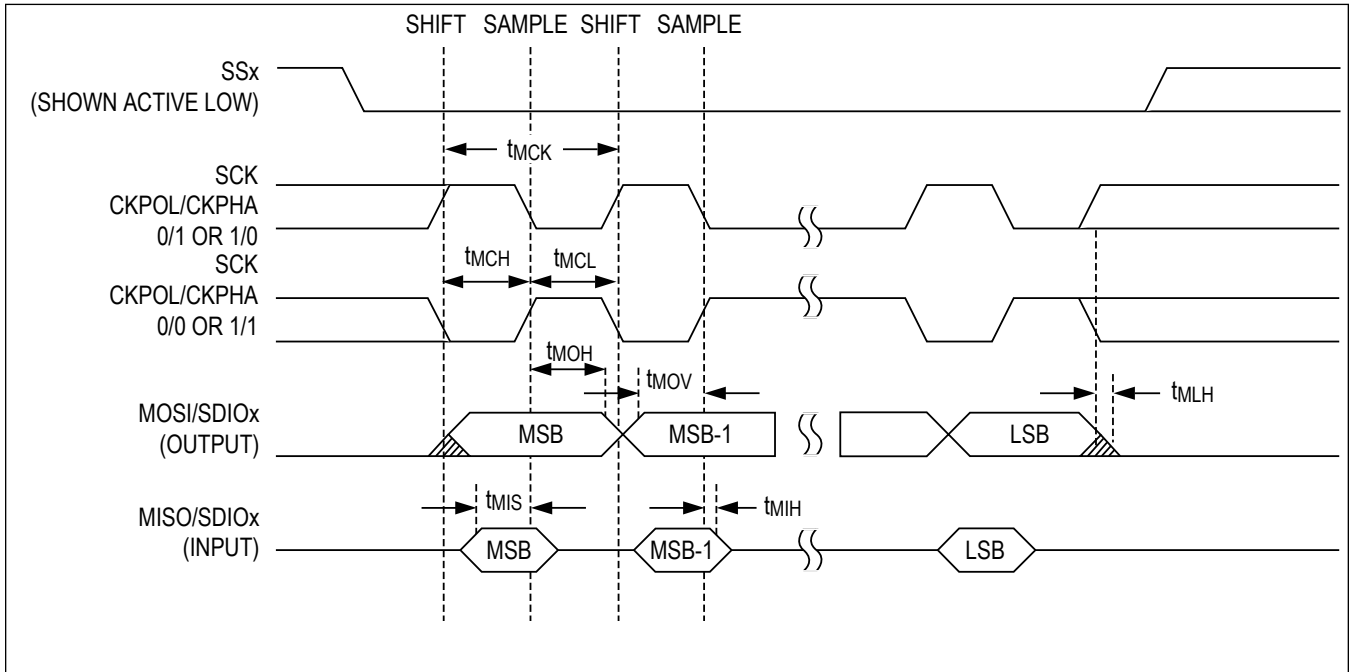 SHIFT SAMPLE SHIFT SAMPLE
SSx
(SHOWN ACTIVE LOW)
tMCK
SCK
CKPOL/CKPHA
0/1 OR 1/0
SCK
CKPOL/CKPHA
0/0 OR 1/1
tMCH
tMCL
tMOH
tMOV
tMLH
MOSI/SDIOx
(OUTPUT)
MSB
MSB-1
LSB
tMIS
tMIH
MISO/SDIOx
(INPUT)
MSB
MSB-1
LSB